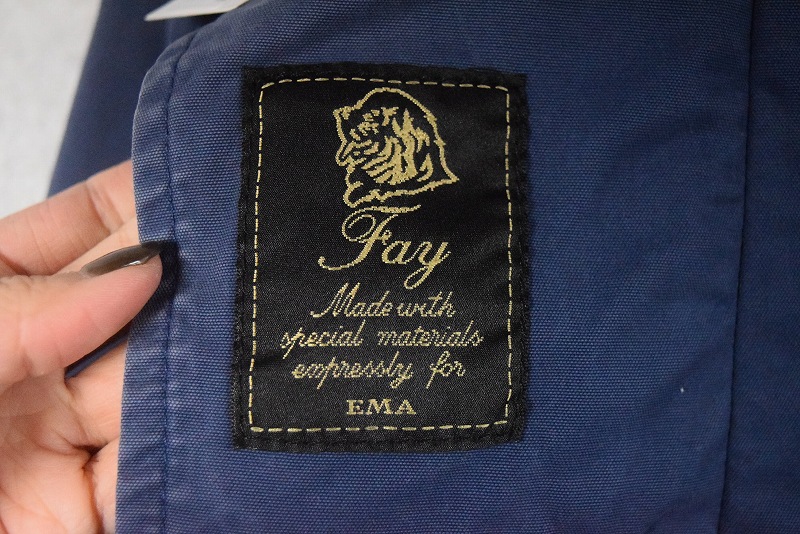 Fay
Made with
special materials
expressly for
EMA